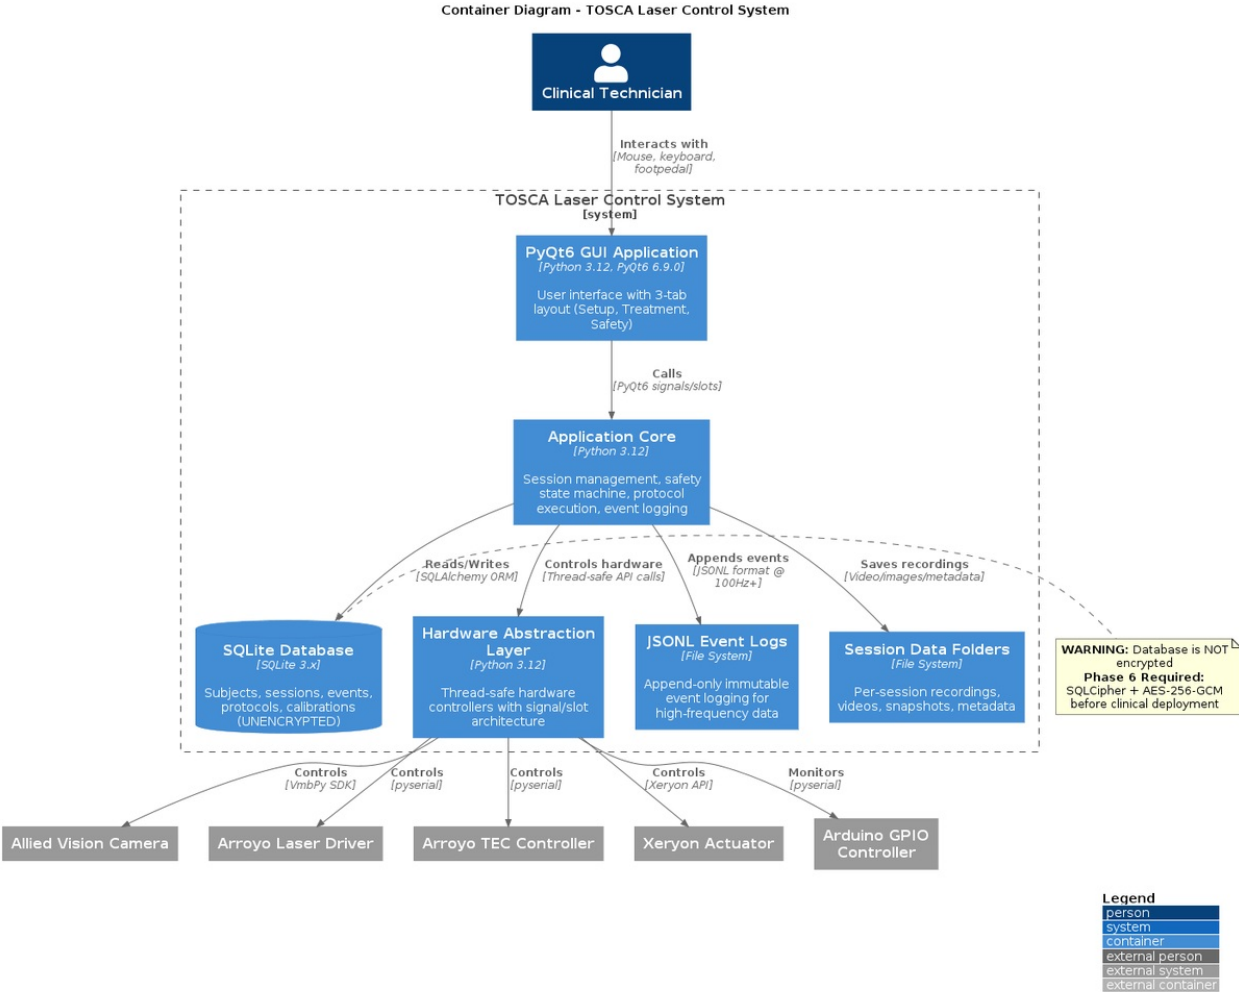 Container Diagram - TOSCA Laser Control System
Clinical Technician
Interacts with
[Mouse, keyboard,
footpedal]
TOSCA Laser Control System
[system]
PyQt6 GUI Application
[Python 3.12, PyQt6 6.9.0]
User interface with 3-tab
layout (Setup, Treatment,
Safety)
Calls
[PyQt6 signals/slots]
Application Core
[Python 3.12]
Session management, safety
state machine, protocol
execution, event logging
Reads/Writes
[SQLAlchemy ORM]
Controls hardware
[Thread-safe API calls]
Appends events
[JSONL format @
100Hz+]
Saves recordings
[Video/images/metadata]
SQLite Database
[SQLite 3.x]
Subjects, sessions, events,
protocols, calibrations
(UNENCRYPTED)
Hardware Abstraction
Layer
[Python 3.12]
Thread-safe hardware
controllers with signal/slot
architecture
JSONL Event Logs
[File System]
Append-only immutable
event logging for
high-frequency data
Session Data Folders
[File System]
Per-session recordings,
videos, snapshots, metadata
WARNING: Database is NOT
encrypted
Phase 6 Required:
SQLCipher + AES-256-GCM
before clinical deployment
Controls
[VmbPy SDK]
Controls
[pyserial]
Controls
[pyserial]
Controls
[Xeryon API]
Monitors
[pyserial]
Allied Vision Camera
Arroyo Laser Driver
Arroyo TEC Controller
Xeryon Actuator
Arduino GPIO
Controller
Legend
person
system
container
external person
external system
external container